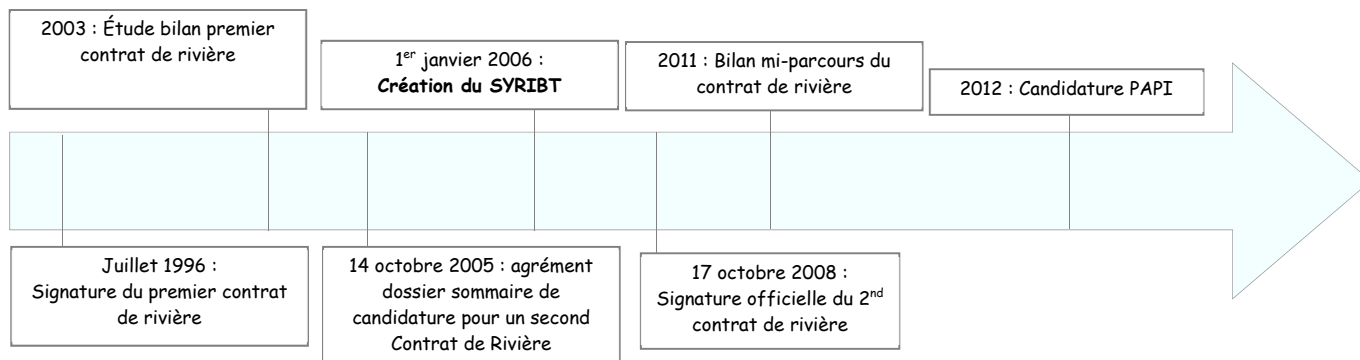 2003 : Étude bilan premier
contrat de rivière
1er janvier 2006 :
Création du SYRIBT
2011 : Bilan mi-parcours du
contrat de rivière
2012 : Candidature PAPI
Juillet 1996 :
Signature du premier contrat
de rivière
14 octobre 2005 : agrément
dossier sommaire de
candidature pour un second
Contrat de Rivière
17 octobre 2008 :
Signature officielle du 2nd
contrat de rivière